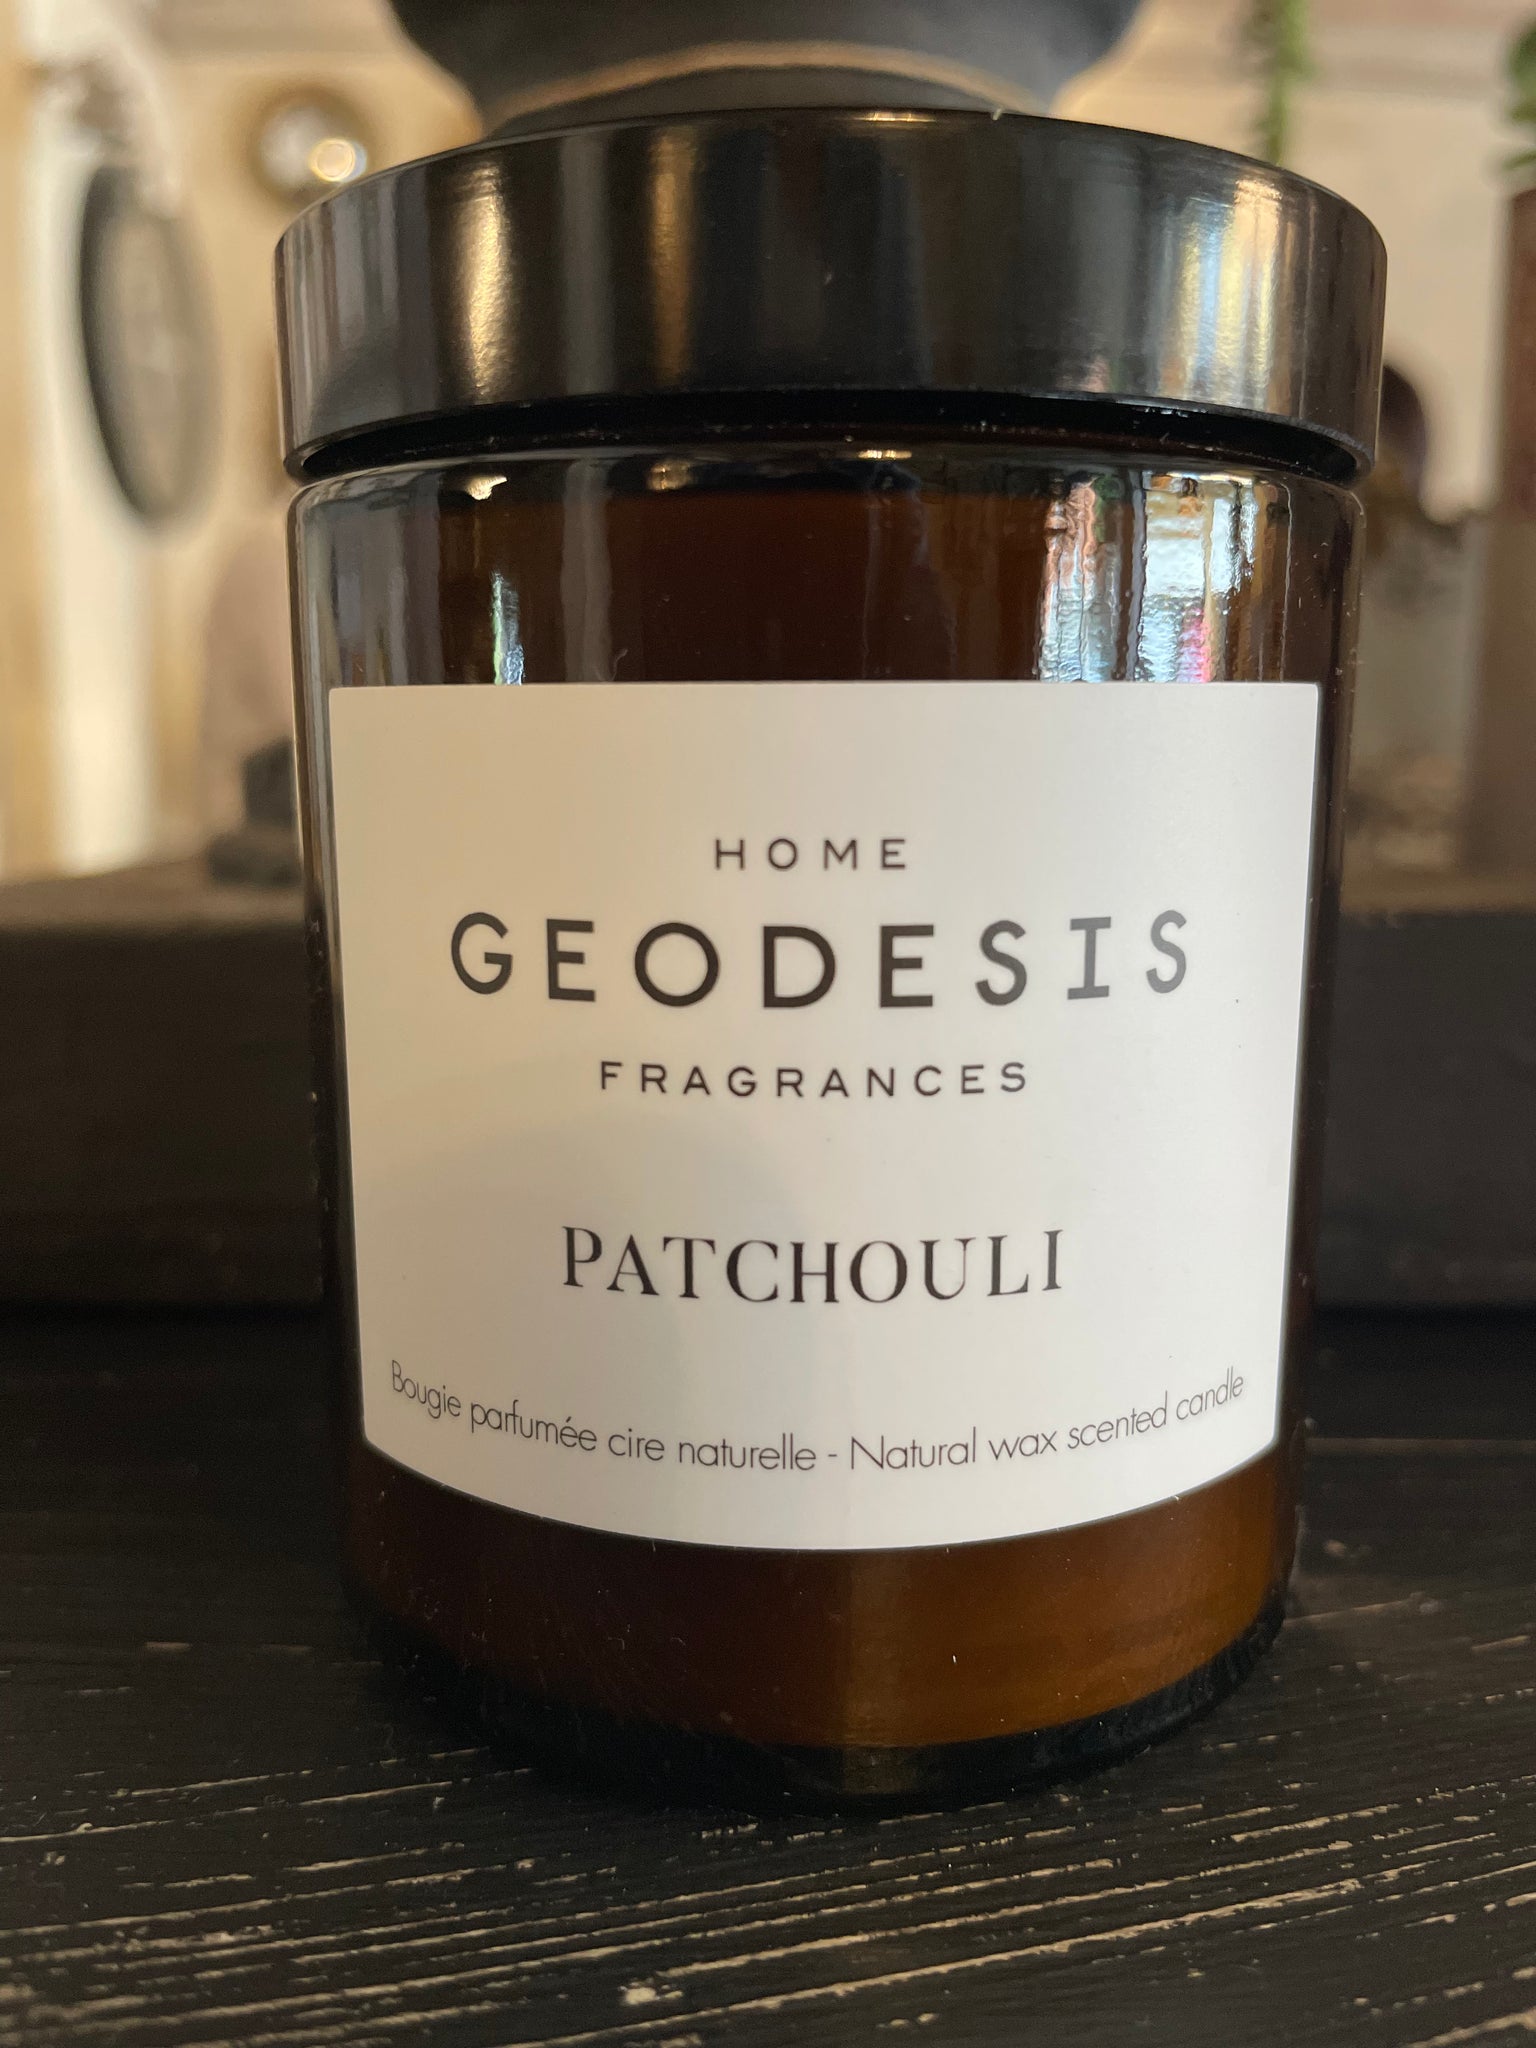 HOME
GEODESIS
FRAGRANCES
PATCHOULI
Bougie parfumée cire naturelle - Natural wax scented candle